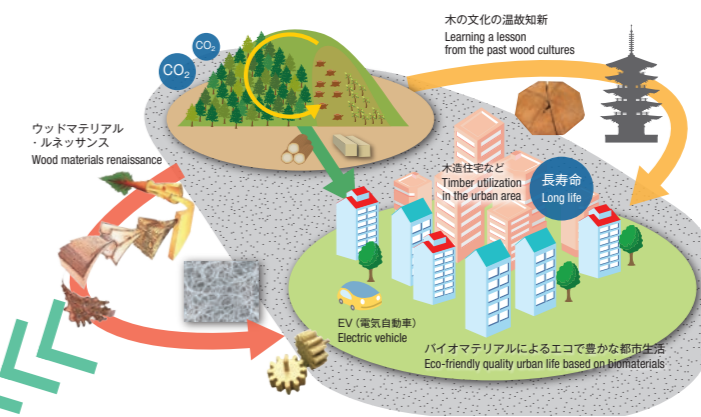 木の文化の温故知新
Learning a lesson
from the past wood cultures
CO₂
CO₂
ウッドマテリアル
・ルネッサンス
Wood materials renaissance
木造住宅など
Timber utilization
in the urban area
長寿命
Long life
EV（電気自動車）
Electric vehicle
バイオマテリアルによるエコで豊かな都市生活
Eco-friendly quality urban life based on biomaterials